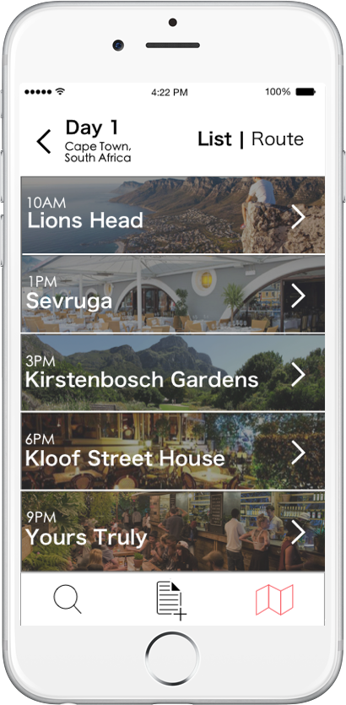 4:22 PM
100%
Day 1
Cape Town,
South Africa
List | Route
10AM
Lions Head
1PM
Sevruga
3PM
Kirstenbosch Gardens
6PM
Kloof Street House
9PM
Yours Truly